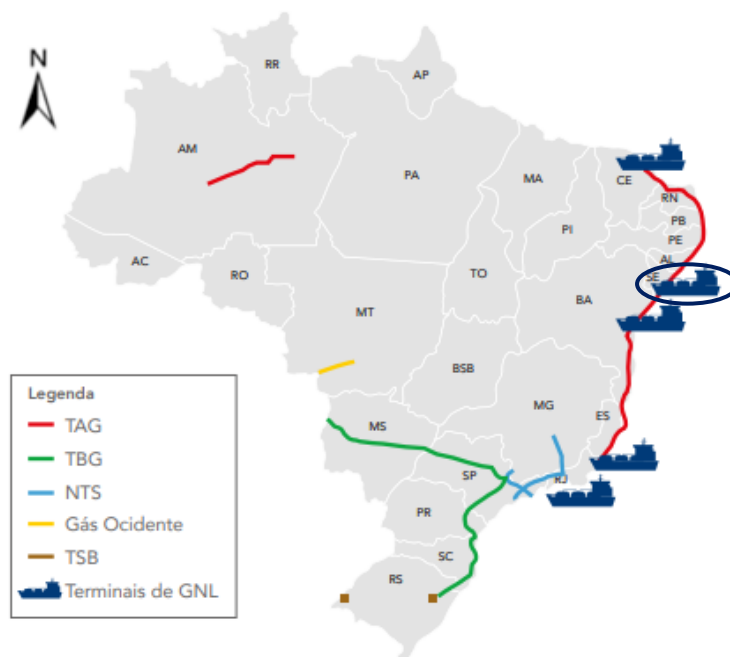 N
RR
AP
AM
PA
MA
CE
RN
PB
PE
AL
SE
PI
TO
BA
AC
RO
MT
BSB
MG
ES
MS
SP
RJ
PR
SC
RS
Legenda
TAG
TBG
NTS
Gás Ocidente
TSB
Terminais de GNL